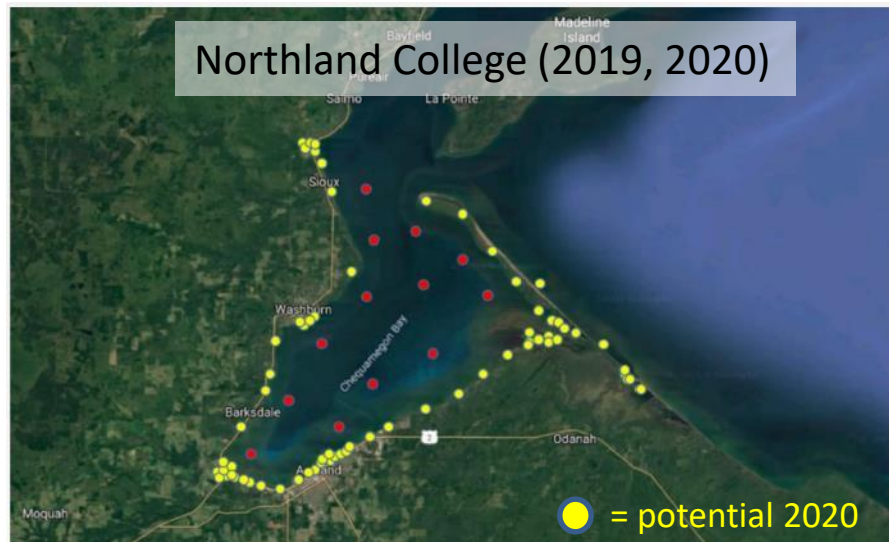 Madeline
Island
Bayfield
Northland College (2019, 2020)
Pureair
Salmo
La Pointe
Sioux
Washburn
Chequamegon Bay
Barksdale
2
Odanah
Moquah
= potential 2020